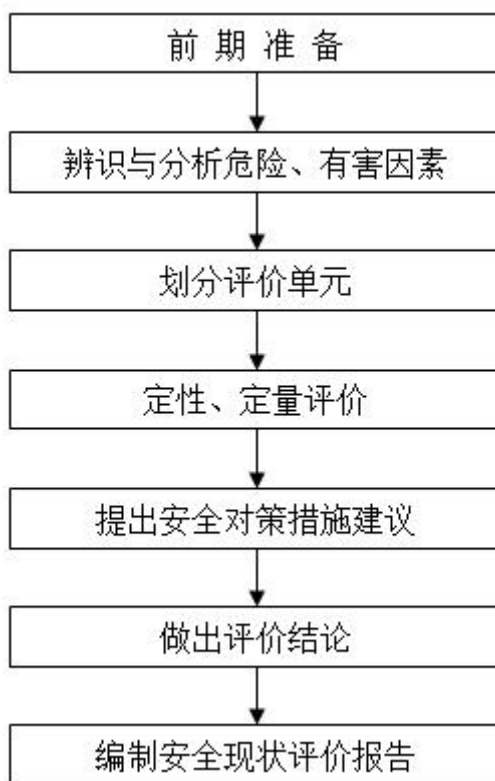 前 期 准 备
辨识与分析危险、有害因素
划分评价单元
定性、定量评价
提出安全对策措施建议
做出评价结论
编制安全现状评价报告